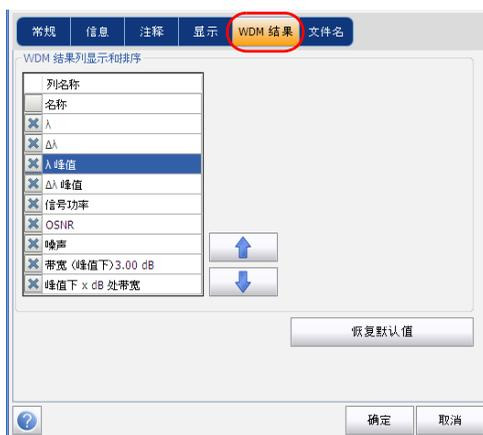 常规 信息 注释 显示 WDM 结果 文件名
WDM 结果列显示和排序
列名称
名称
λ
Δλ
λ 峰值
Δλ 峰值
信号功率
OSNR
噪声
带宽 (峰值下)3.00 dB
峰值下 x dB 处带宽
恢复默认值
确定 取消